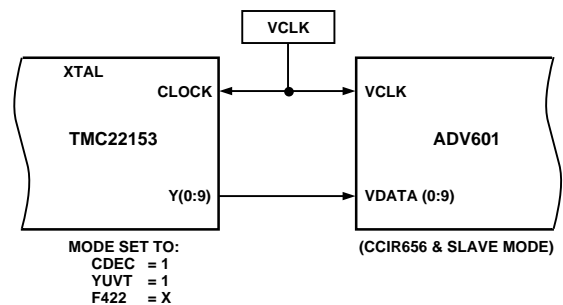 VCLK
XTAL
CLOCK
VCLK
TMC22153
ADV601
Y(0:9)
VDATA (0:9)
MODE SET TO:
CDEC = 1
YUVT = 1
F422 = X
(CCIR656 & SLAVE MODE)